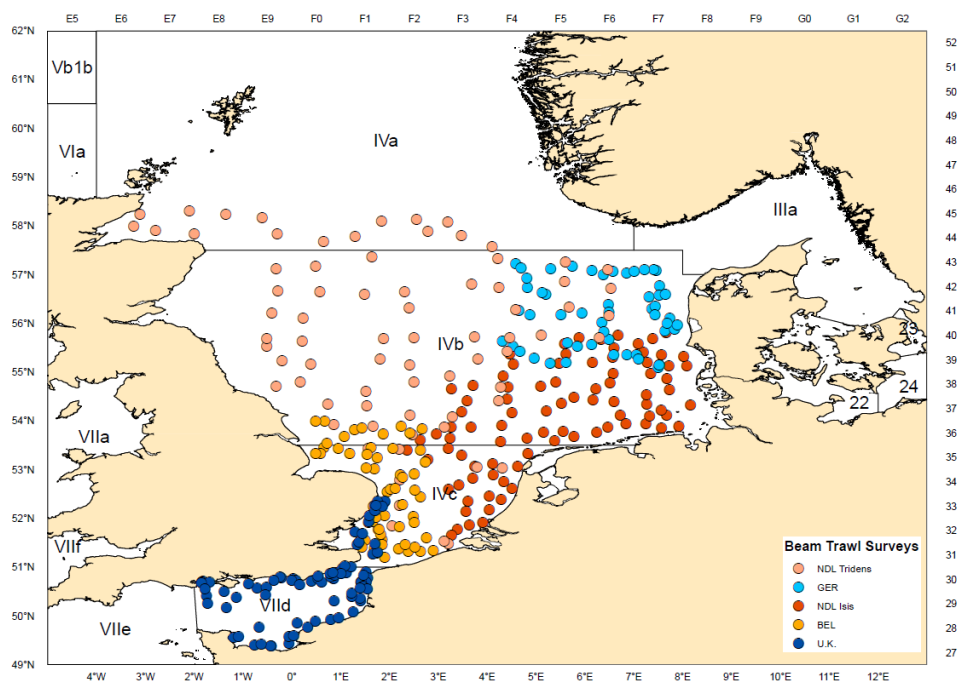 E5 E6 E7 E8 E9 F0 F1 F2 F3 F4 F5 F6 F7 F8 F9 G0 G1 G2
62°N
52
Vb1b
61°N
51
50
60°N
IVa
49
VIa
48
59°N
47
46
IIIa
45
58°N
44
57°N
43
42
56°N
41
23
IVb
40
55°N
39
24
38
22
54°N
37
VIIa
36
53°N
35
34
IVc
33
52°N
32
VIIf
31
51°N
Beam Trawl Surveys
NDL Tridens
30
GER
VIId
29
NDL Isis
50°N
VIIe
BEL
28
U.K.
27
49°N
4°W 3°W 2°W 1°W 0° 1°E 2°E 3°E 4°E 5°E 6°E 7°E 8°E 9°E 10°E 11°E 12°E